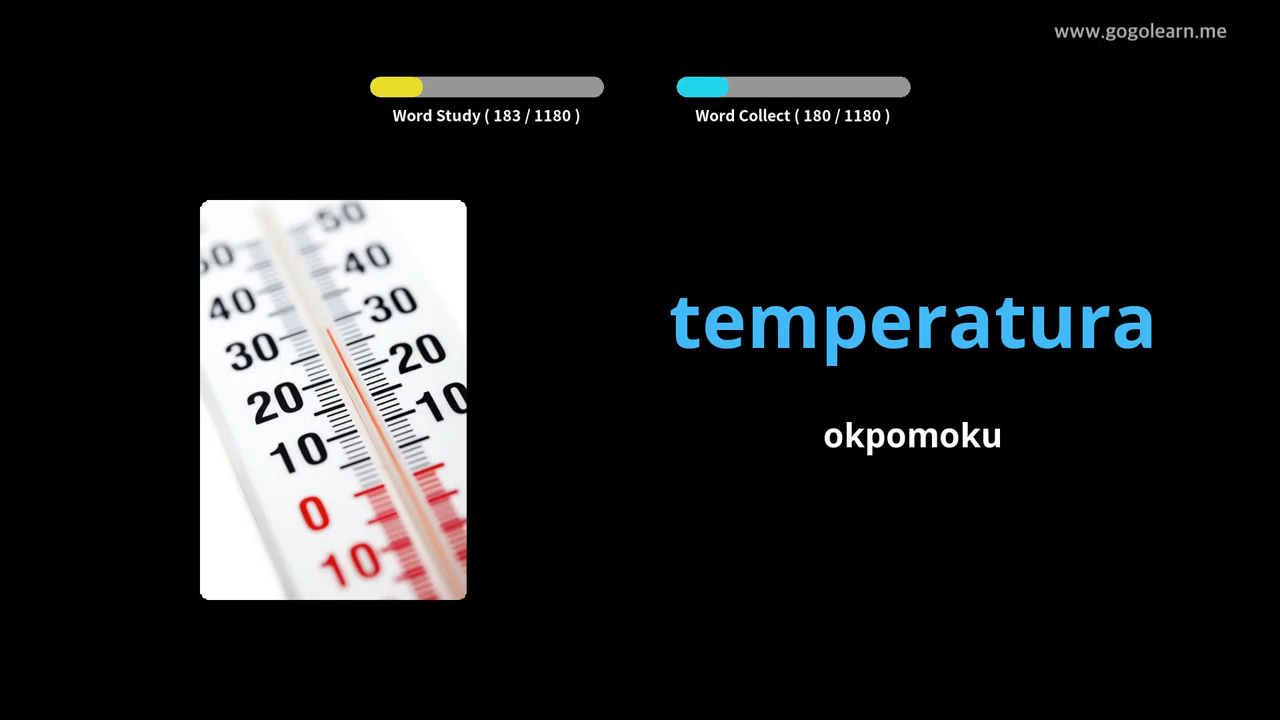 www.gogolearn.me
Word Study ( 183 / 1180 )
Word Collect ( 180 / 1180 )
temperatura
okpomoku
50
40
30
20
10
50
40
30
20
10
0
10